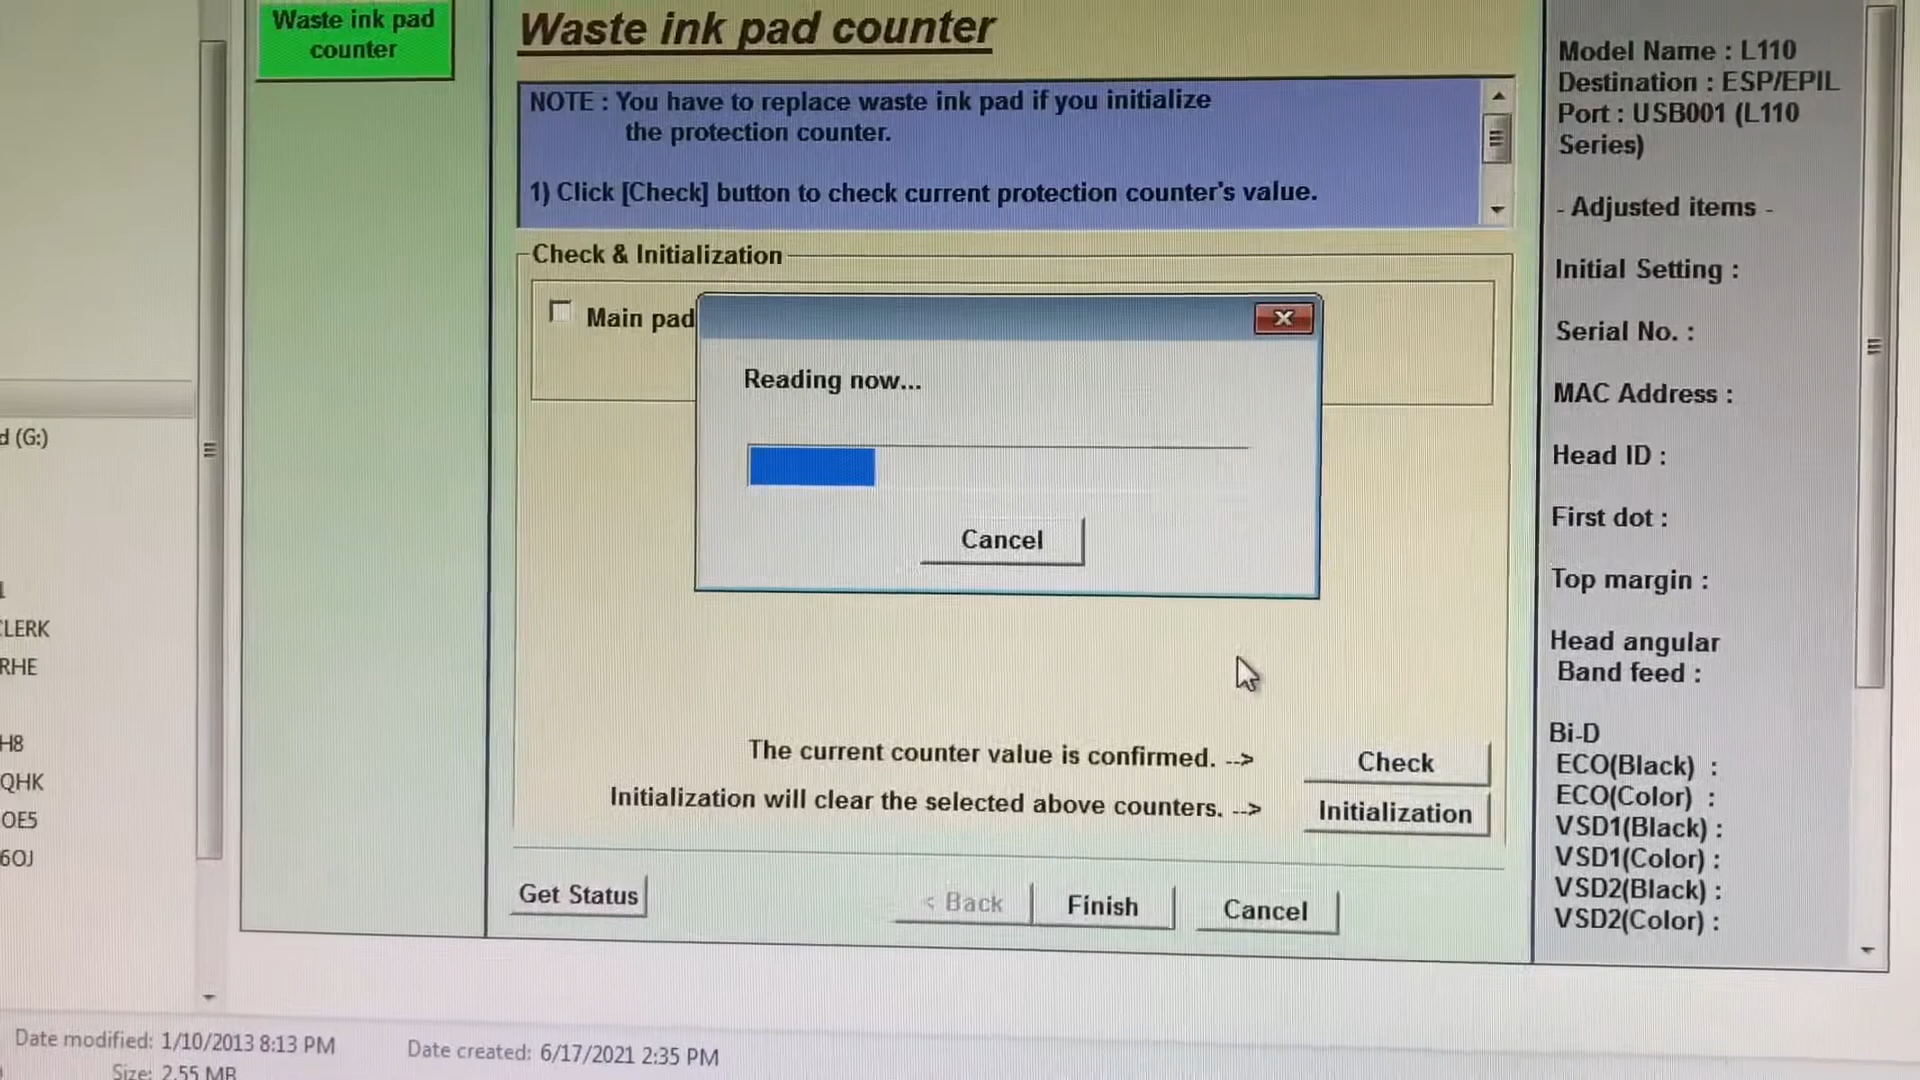 Waste ink pad
counter
Waste ink pad counter
NOTE : You have to replace waste ink pad if you initialize
the protection counter.
1) Click [Check] button to check current protection counter's value.
Check & Initialization
Main pad
Reading now...
Cancel
The current counter value is confirmed. -->
Check
Initialization will clear the selected above counters. -->
Initialization
Get Status
< Back
Finish
Cancel
Model Name : L110
Destination : ESP/EPIL
Port : USB001 (L110
Series)
- Adjusted items -
Initial Setting :
Serial No. :
MAC Address :
Head ID :
First dot :
Top margin :
Head angular
Band feed :
Bi-D
ECO(Black) :
ECO(Color) :
VSD1(Black) :
VSD1(Color) :
VSD2(Black) :
VSD2(Color) :
d (G:)
CLERK
RHE
H8
QHK
OE5
6OJ
Date modified: 1/10/2013 8:13 PM
Date created: 6/17/2021 2:35 PM
Size: 2.55 MB